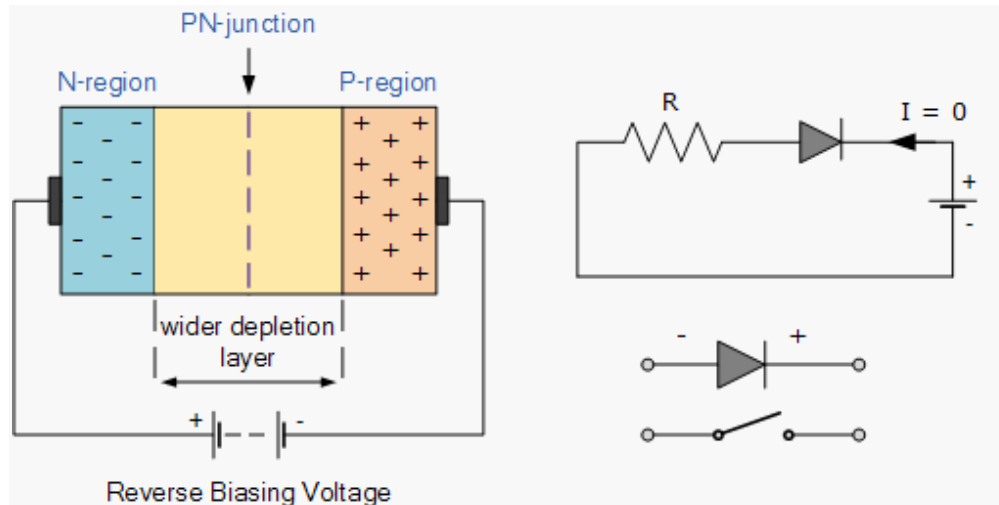 PN-junction
N-region
P-region
R
I = 0
+
-
wider depletion
layer
- +
+ -
Reverse Biasing Voltage